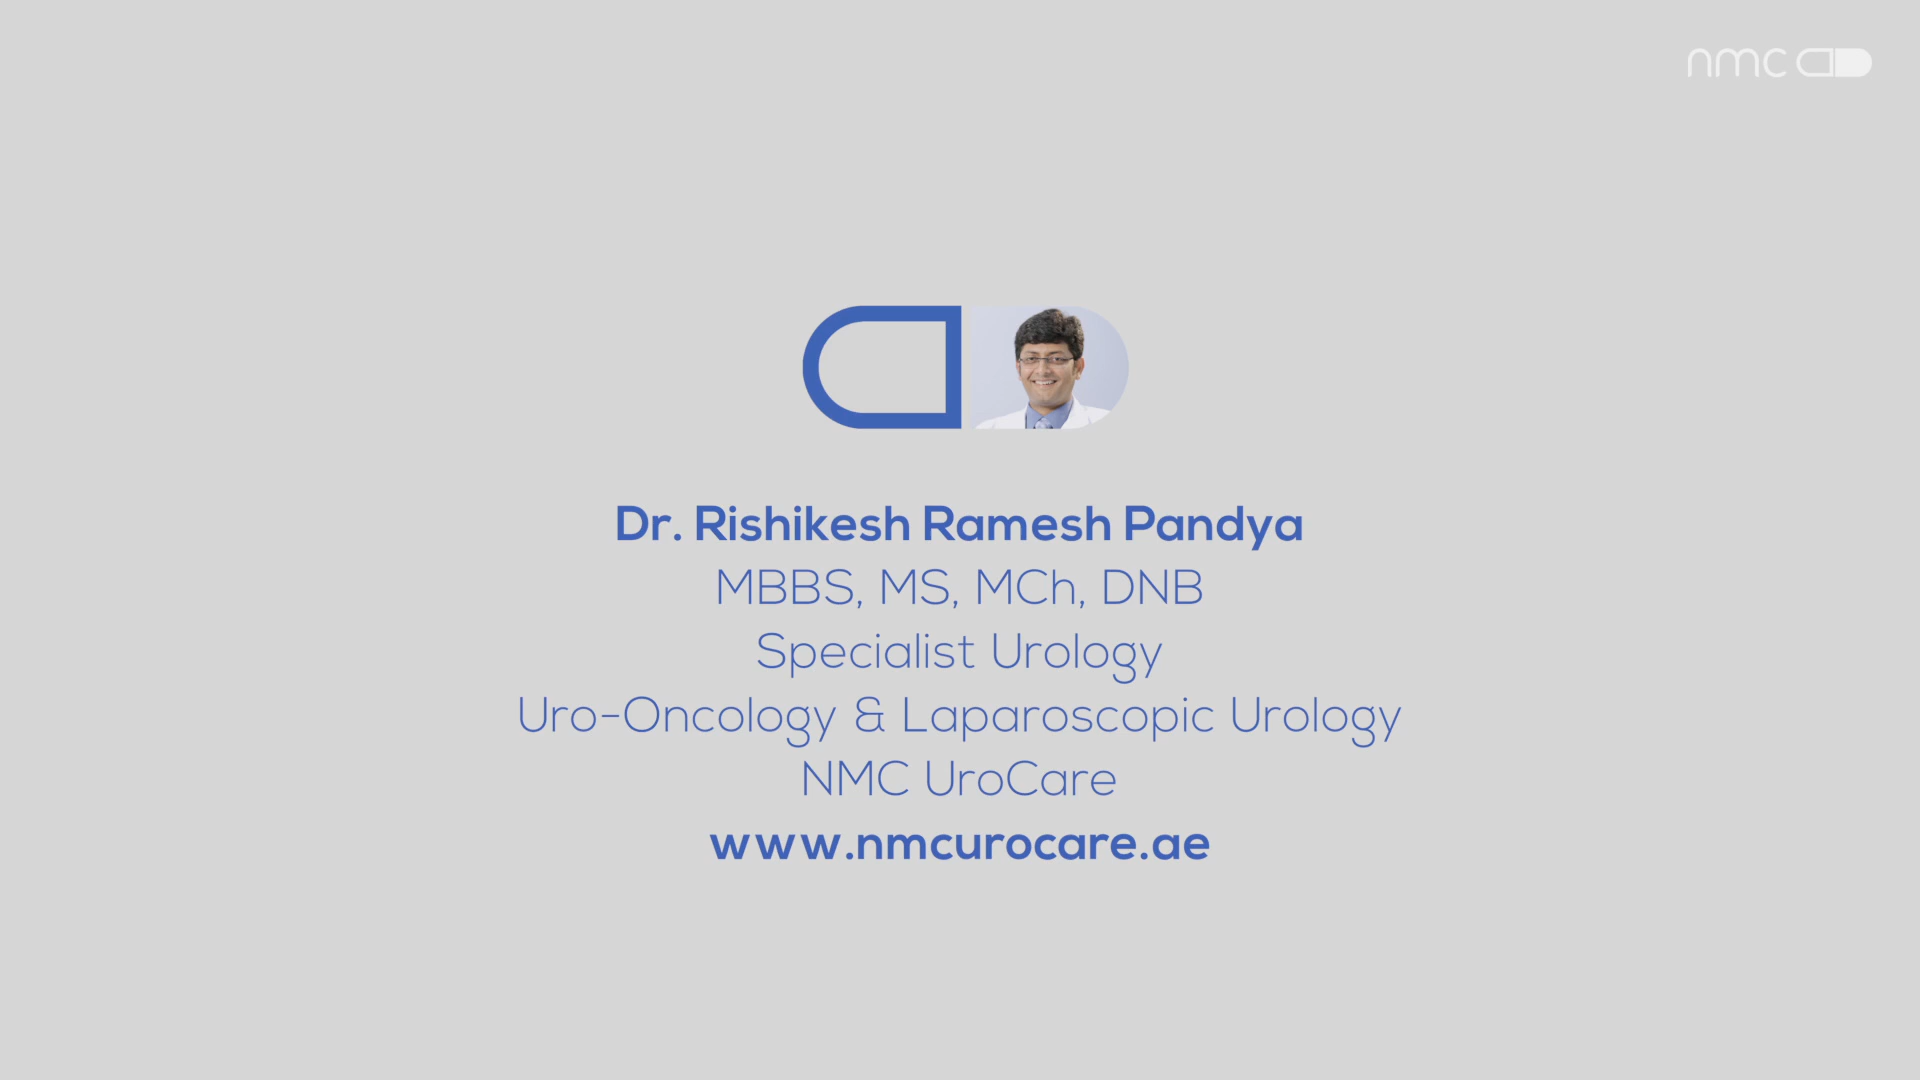 nmc
Dr. Rishikesh Ramesh Pandya
MBBS, MS, MCh, DNB
Specialist Urology
Uro-Oncology & Laparoscopic Urology
NMC UroCare
www.nmcurocare.ae